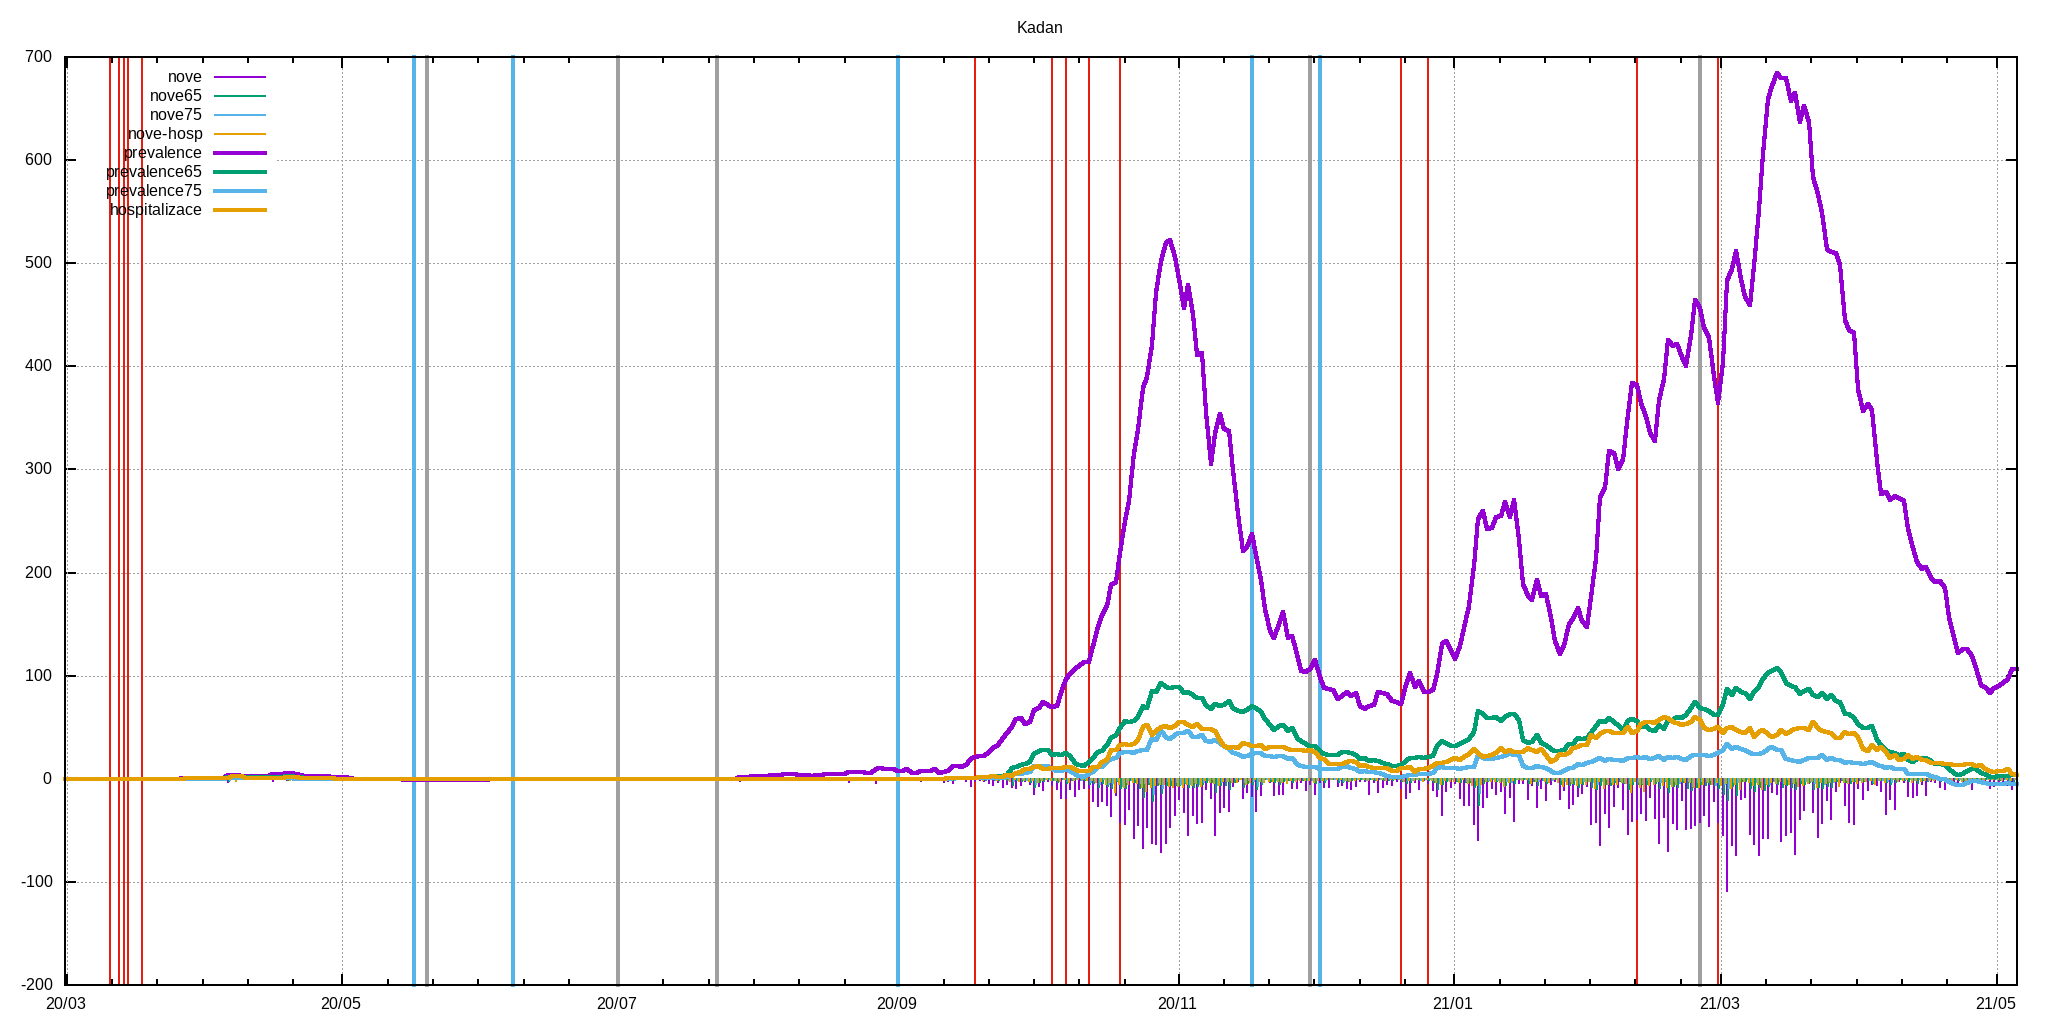 Kadan
700
600
500
400
300
200
100
0
-100
-200
nove
nove65
nove75
nove-hosp
prevalence
prevalence65
prevalence75
hospitalizace
20/03 20/05 20/07 20/09 20/11 21/01 21/03 21/05